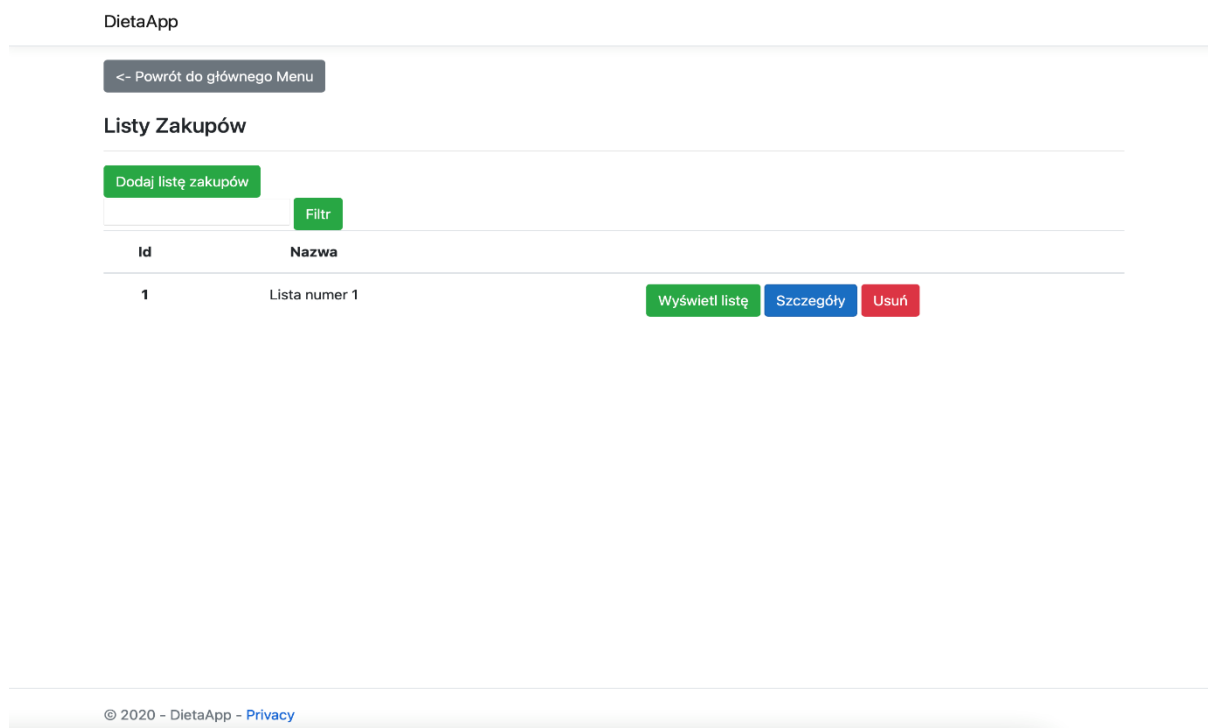 DietaApp
<- Powrót do głównego Menu
Listy Zakupów
Dodaj listę zakupów
Filtr
Id Nazwa
1 Lista numer 1 Wyświetl listę Szczegóły Usuń
© 2020 - DietaApp - Privacy